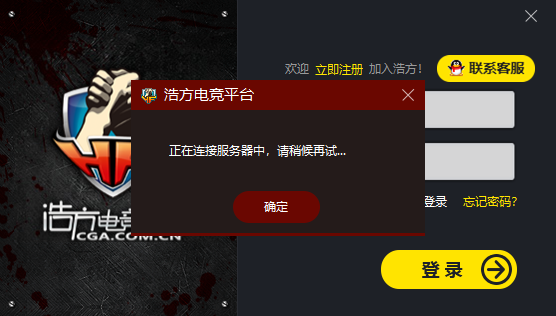 欢迎 立即注册 加入浩方！
联系客服
浩方电竞平台
正在连接服务器中，请稍候再试...
确定
登录 忘记密码?
浩方电竞
CGA.COM.CN
登 录